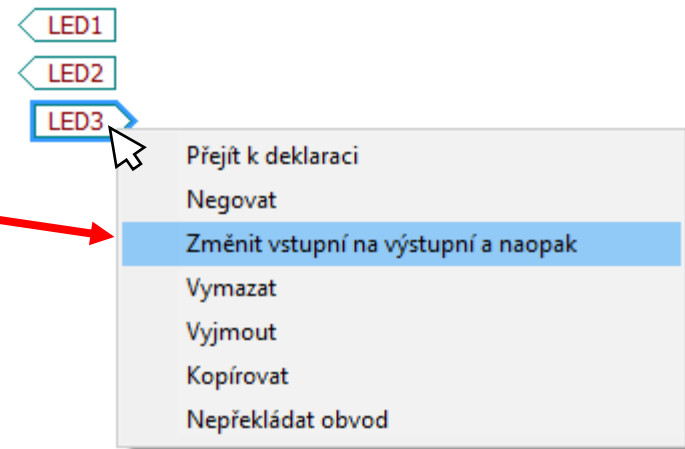 LED1
LED2
LED3
Přejít k deklaraci
Negovat
Změnit vstupní na výstupní a naopak
Vymazat
Vyjmout
Kopírovat
Nepřekládat obvod